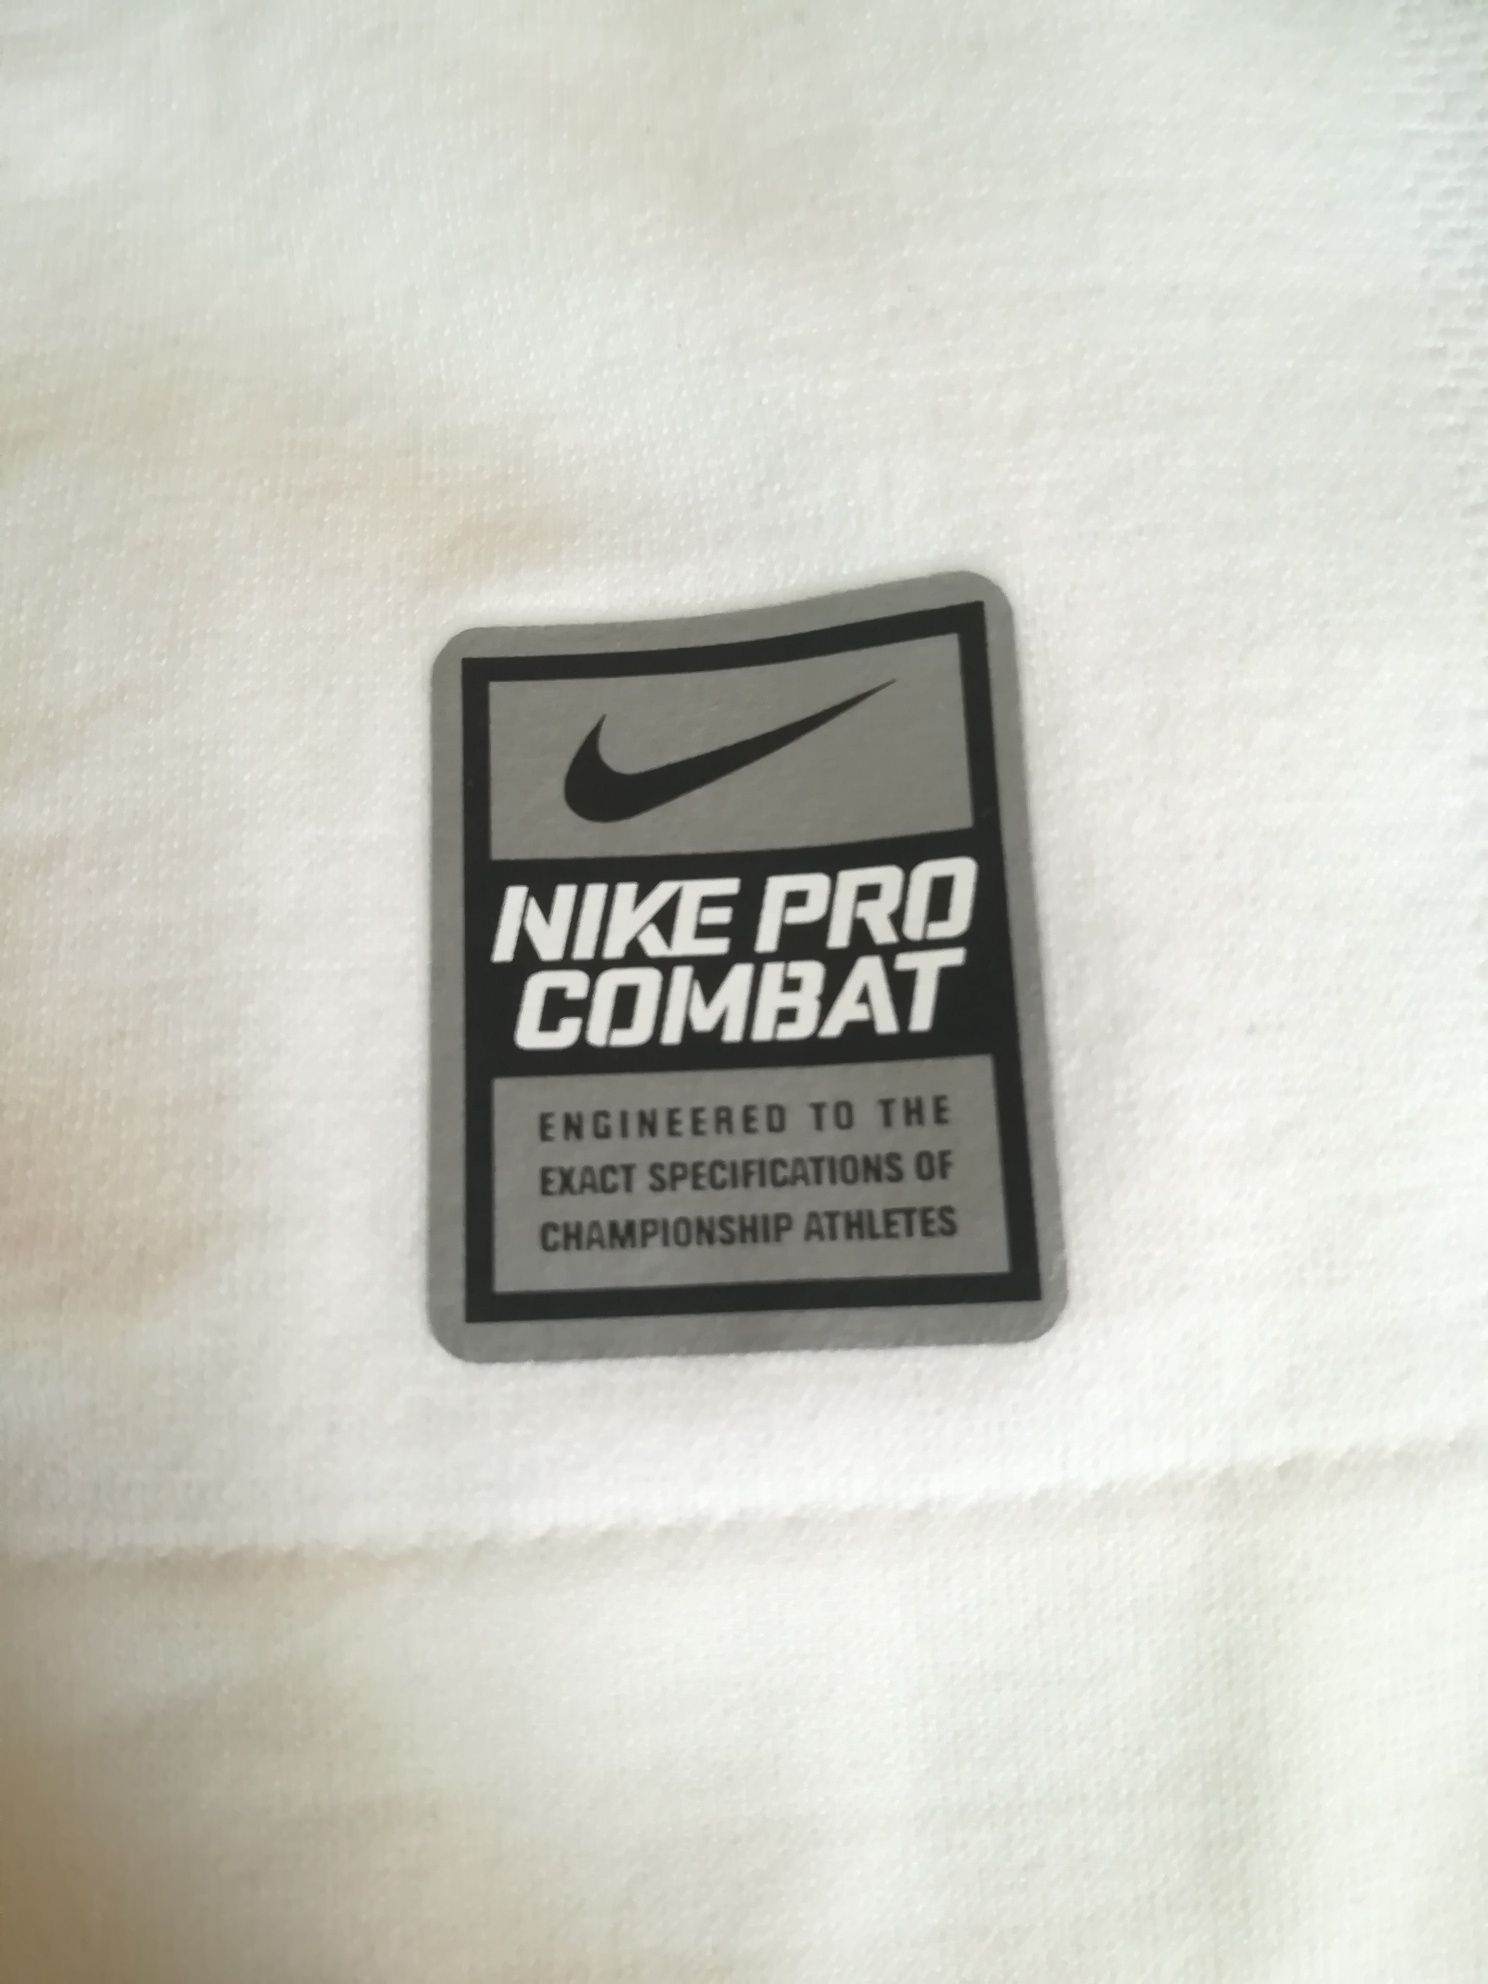 NIKE PRO
COMBAT
ENGINEERED TO THE
EXACT SPECIFICATIONS OF
CHAMPIONSHIP ATHLETES